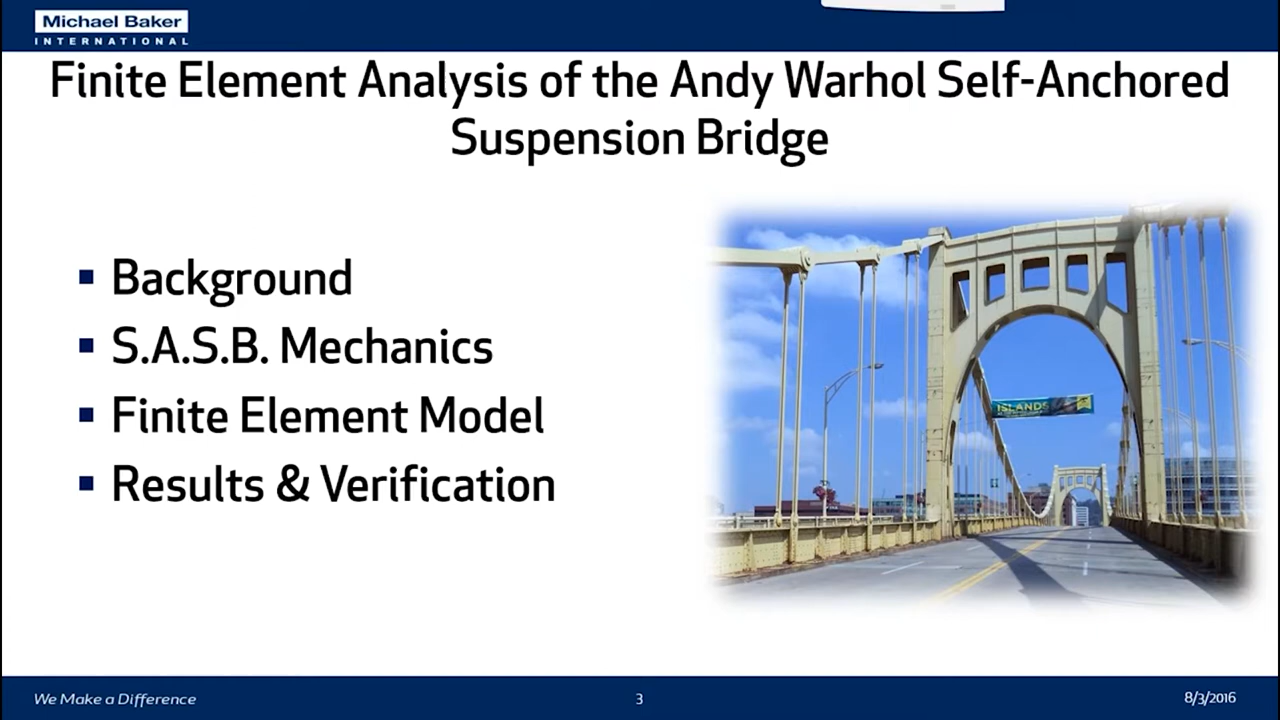 Michael Baker
INTERNATIONAL
Finite Element Analysis of the Andy Warhol Self-Anchored
Suspension Bridge
▪ Background
▪ S.A.S.B. Mechanics
▪ Finite Element Model
▪ Results & Verification
ISLANDS
We Make a Difference
3
8/3/2016